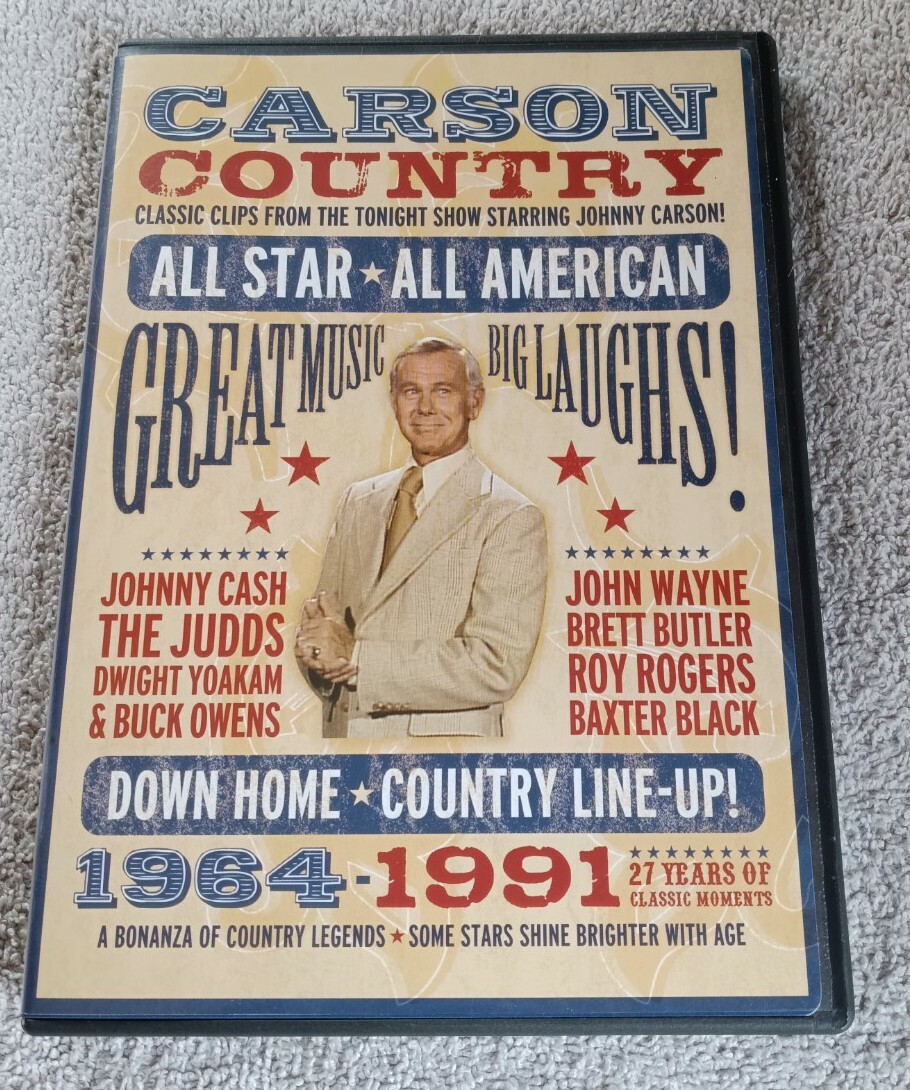 CARSON
COUNTRY
CLASSIC CLIPS FROM THE TONIGHT SHOW STARRING JOHNNY CARSON!
ALL STAR ★ ALL AMERICAN
GREAT MUSIC BIG LAUGHS!
JOHNNY CASH
THE JUDDS
DWIGHT YOAKAM
& BUCK OWENS
JOHN WAYNE
BRETT BUTLER
ROY ROGERS
BAXTER BLACK
DOWN HOME ★ COUNTRY LINE-UP!
1964-1991
27 YEARS OF
CLASSIC MOMENTS
A BONANZA OF COUNTRY LEGENDS ★ SOME STARS SHINE BRIGHTER WITH AGE